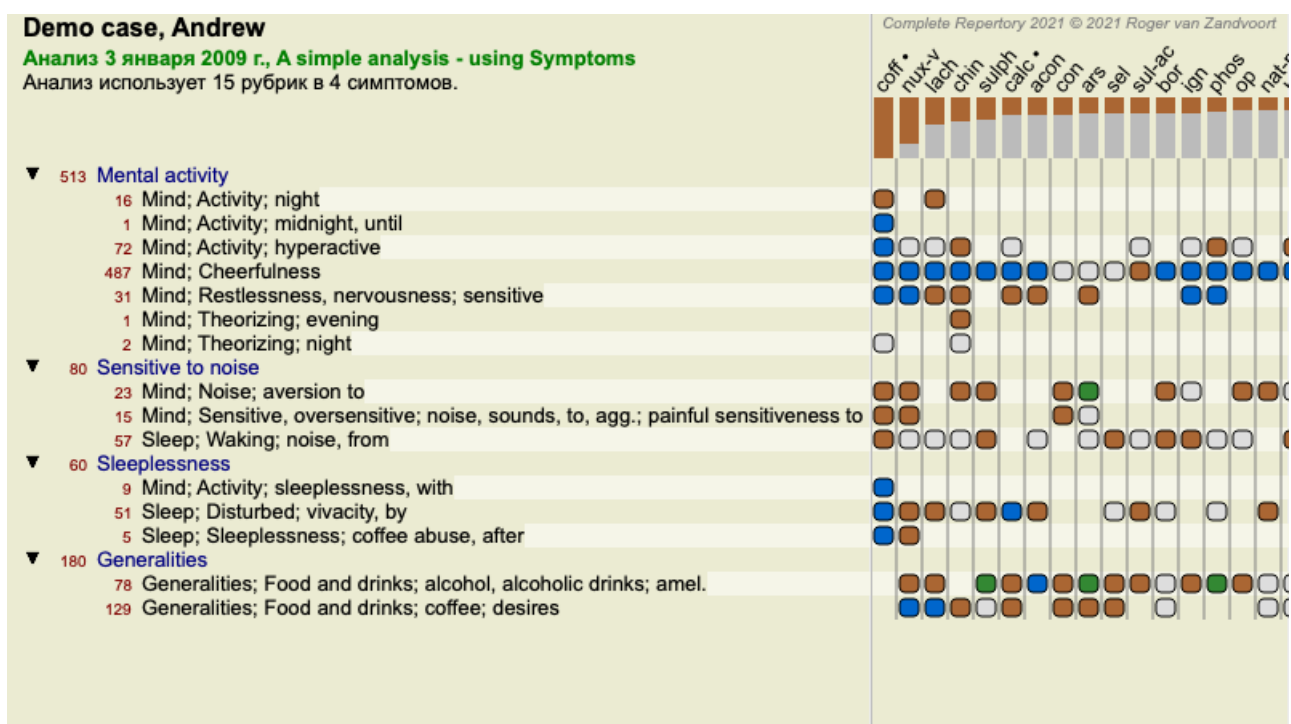 Demo case, Andrew
Complete Repertory 2021 © 2021 Roger van Zandvoort
Анализ 3 января 2009 г., A simple analysis - using Symptoms
Анализ использует 15 рубрик в 4 симптомов.
coff • nux-v lach chin sulph calc • acon con ars sel sul-ac bor ign phos op
513 Mental activity
16 Mind; Activity; night
1 Mind; Activity; midnight, until
72 Mind; Activity; hyperactive
487 Mind; Cheerfulness
31 Mind; Restlessness, nervousness; sensitive
1 Mind; Theorizing; evening
2 Mind; Theorizing; night
80 Sensitive to noise
23 Mind; Noise; aversion to
15 Mind; Sensitive, oversensitive; noise, sounds, to, agg.; painful sensitiveness to
57 Sleep; Waking; noise, from
60 Sleeplessness
9 Mind; Activity; sleeplessness, with
51 Sleep; Disturbed; vivacity, by
5 Sleep; Sleeplessness; coffee abuse, after
180 Generalities
78 Generalities; Food and drinks; alcohol, alcoholic drinks; amel.
129 Generalities; Food and drinks; coffee; desires